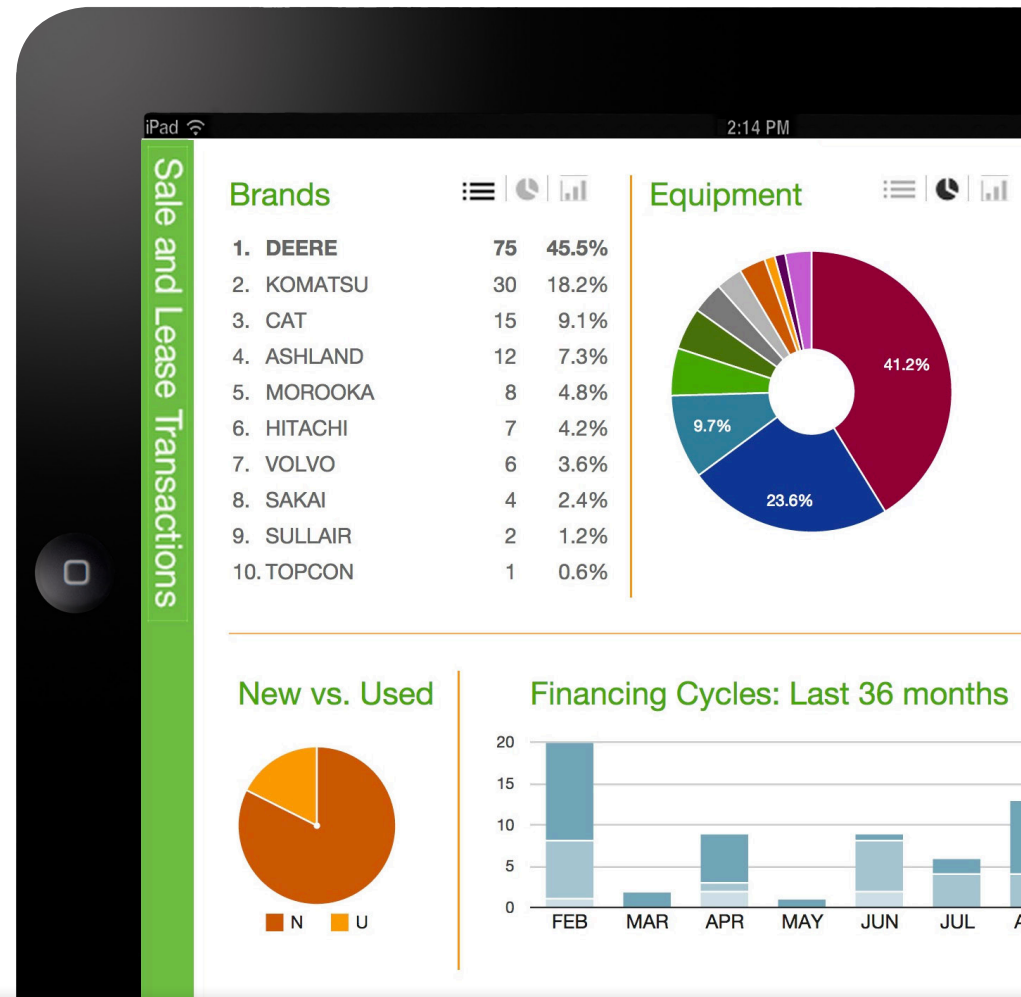 iPad
2:14 PM
Sale and Lease Transactions
Brands
1. DEERE 75 45.5%
2. KOMATSU 30 18.2%
3. CAT 15 9.1%
4. ASHLAND 12 7.3%
5. MOROOKA 8 4.8%
6. HITACHI 7 4.2%
7. VOLVO 6 3.6%
8. SAKAI 4 2.4%
9. SULLAIR 2 1.2%
10. TOPCON 1 0.6%
Equipment
41.2%
9.7%
23.6%
New vs. Used
N U
Financing Cycles: Last 36 months
20
15
10
5
0
FEB MAR APR MAY JUN JUL